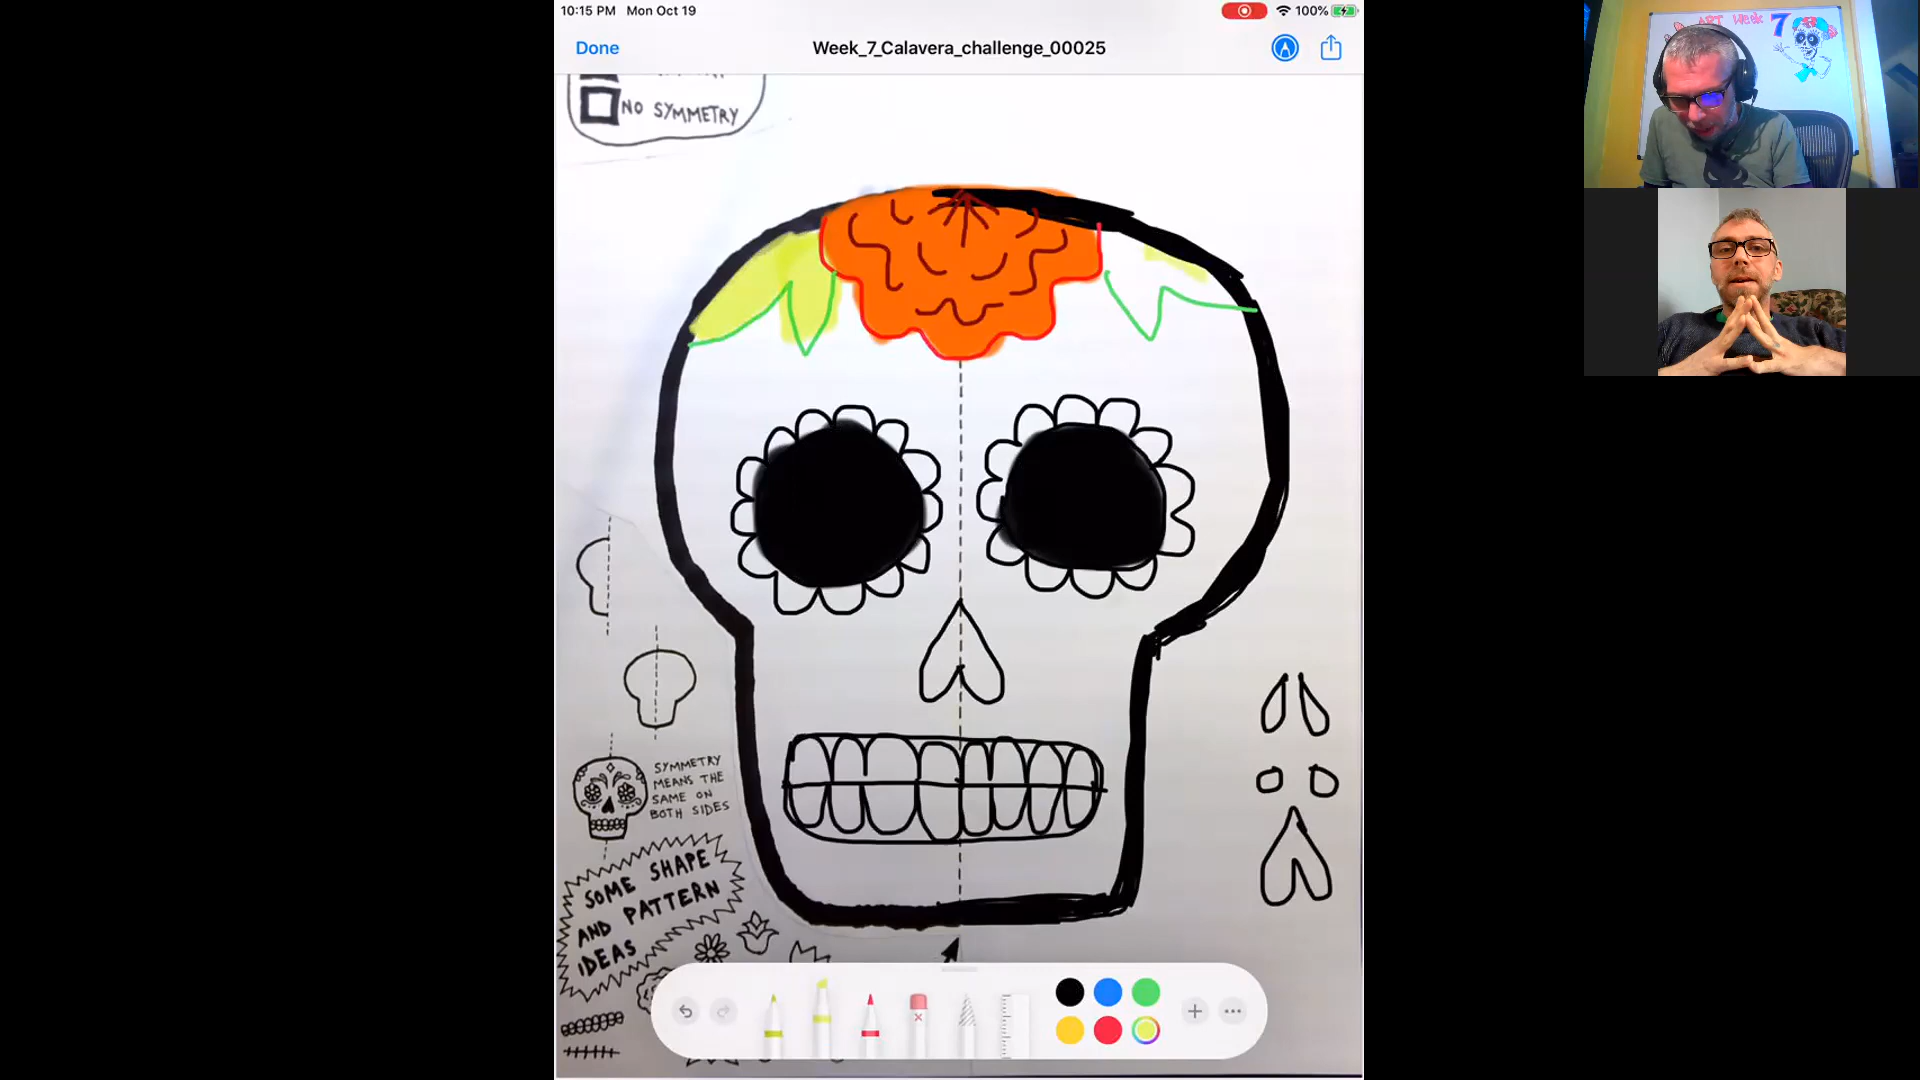 10:15 PM Mon Oct 19
100%
Done
Week_7_Calavera_challenge_00025
NO SYMMETRY
SYMMETRY
MEANS THE
SAME ON
BOTH SIDES
SOME SHAPE
AND PATTERN
IDEAS
ART Week 7